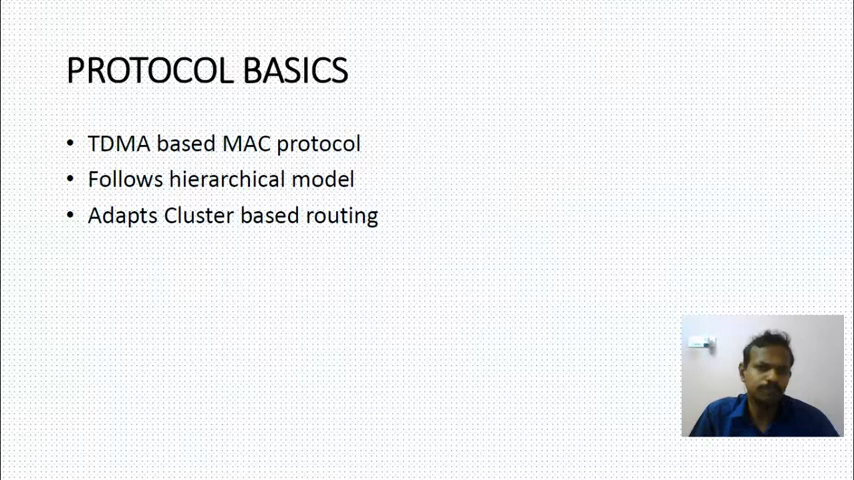 PROTOCOL BASICS
• TDMA based MAC protocol
• Follows hierarchical model
• Adapts Cluster based routing